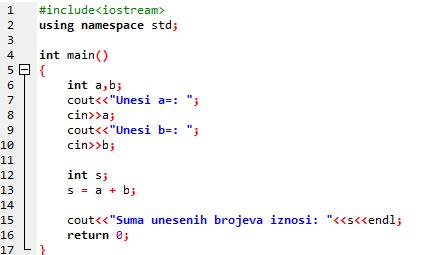 1 #include<iostream>
2 using namespace std;
3
4 int main()
5 {
6 int a,b;
7 cout<<"Unesi a=: ";
8 cin>>a;
9 cout<<"Unesi b=: ";
10 cin>>b;
11
12 int s;
13 s = a + b;
14
15 cout<<"Suma unesenih brojeva iznosi: "<<s<<endl;
16 return 0;
17 }